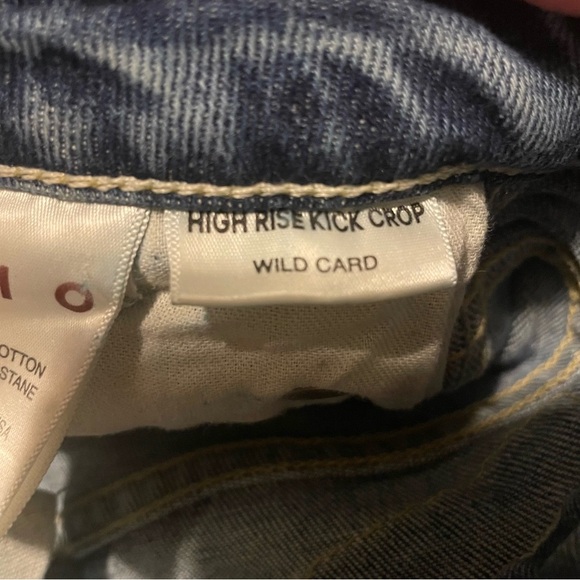 HIGH RISE KICK CROP
WILD CARD
O
OTTON
STANE